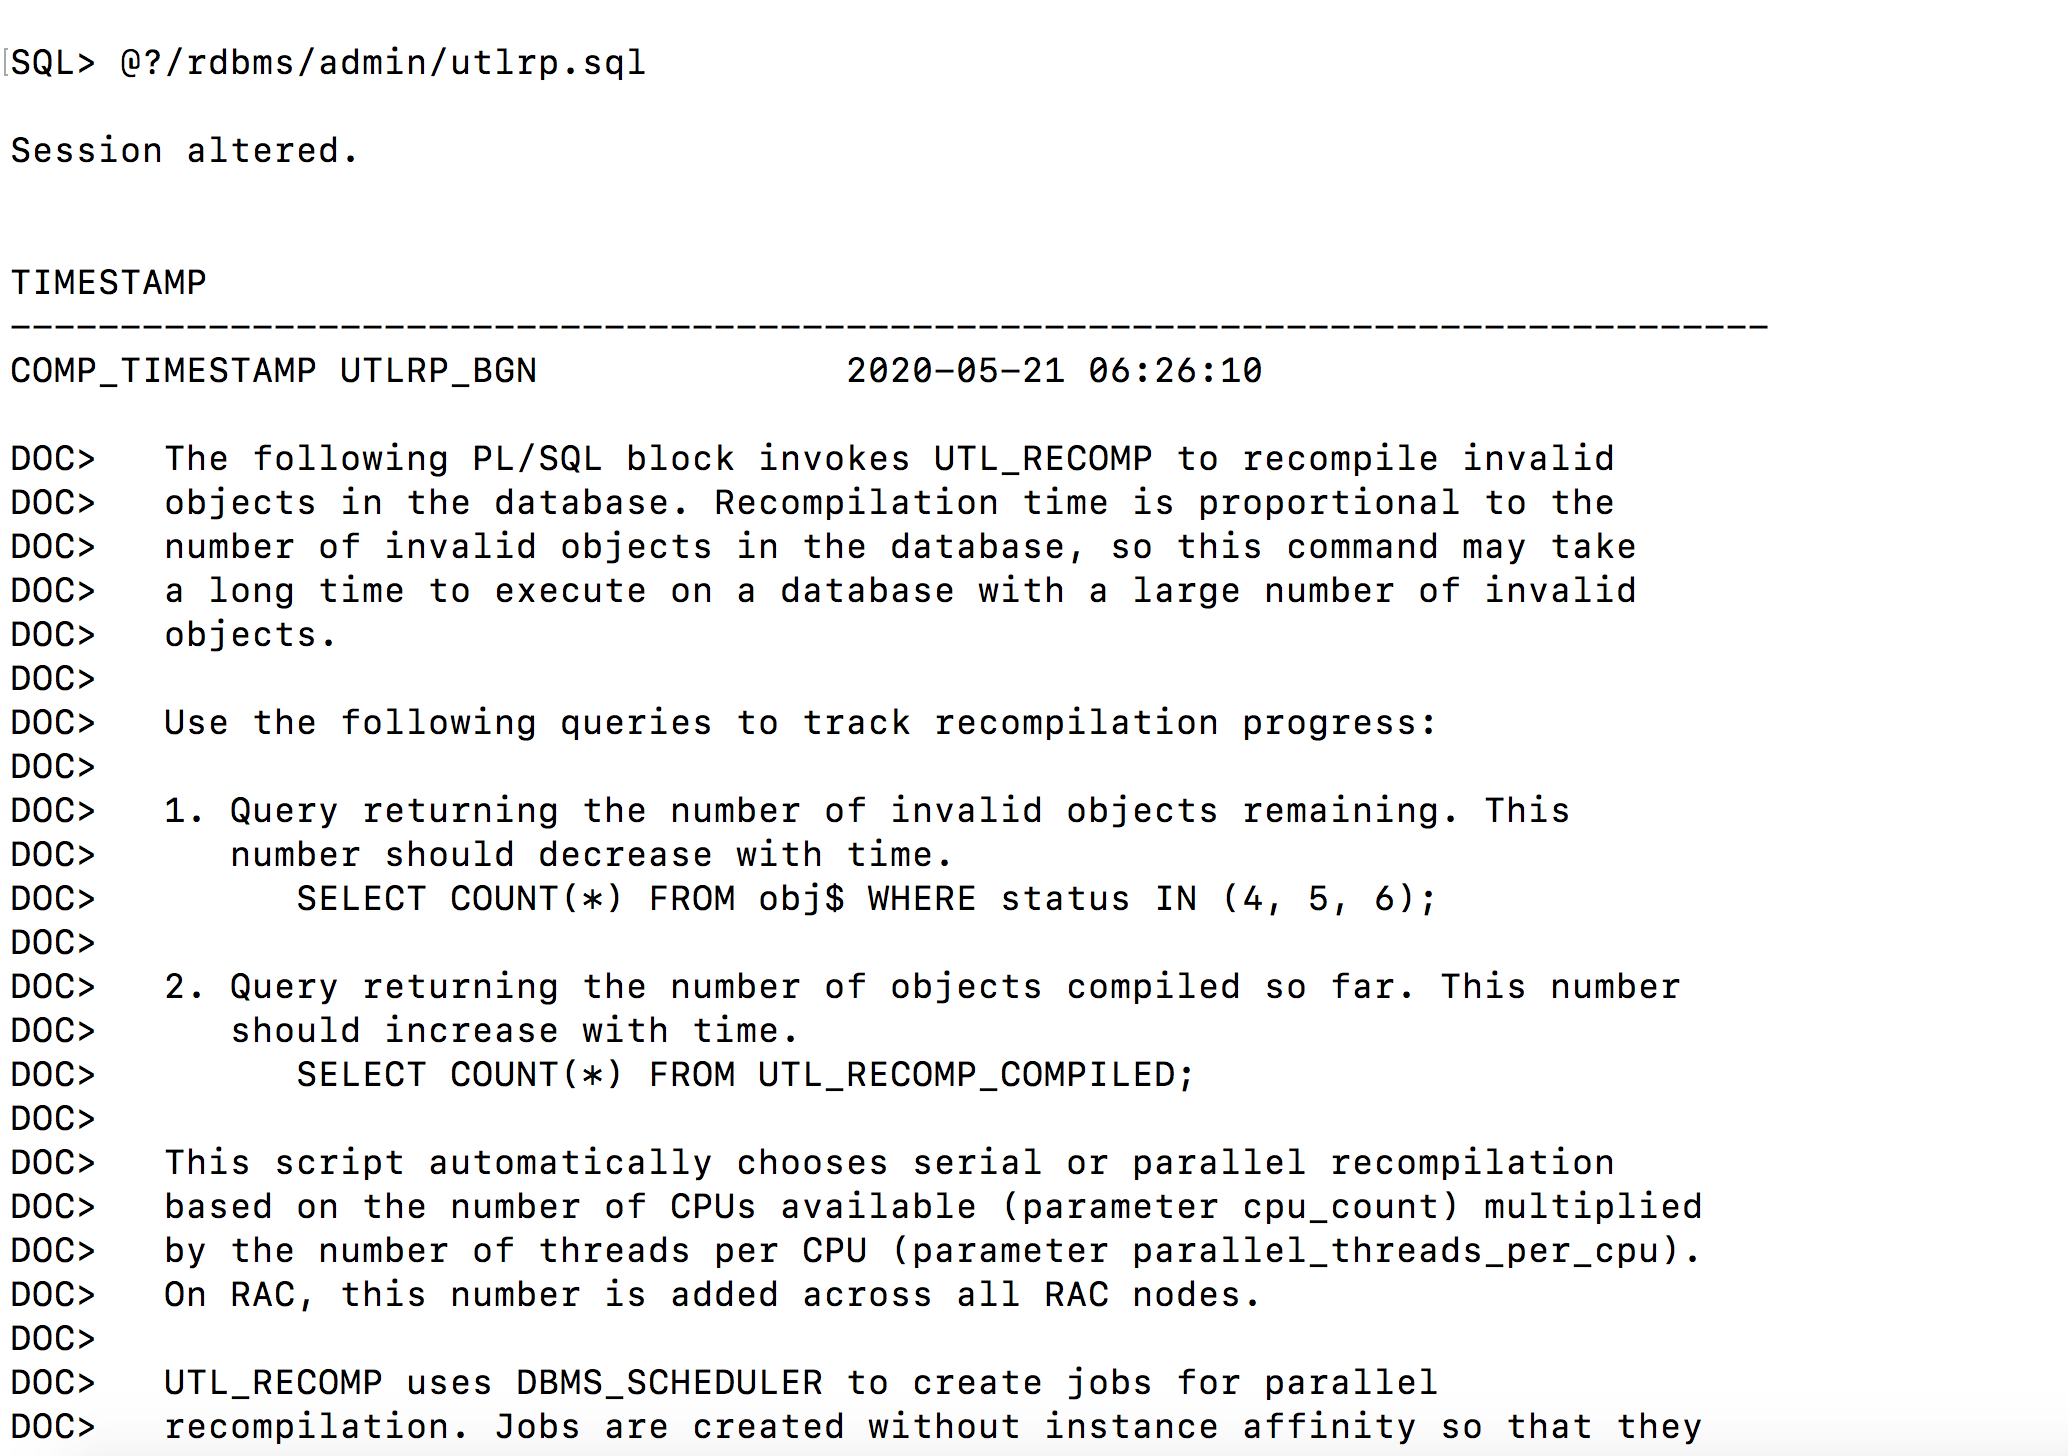 SQL> @?/rdbms/admin/utlrp.sql
Session altered.
TIMESTAMP
--------------------------------------------------------------------------------
COMP_TIMESTAMP UTLRP_BGN              2020-05-21 06:26:10
DOC>   The following PL/SQL block invokes UTL_RECOMP to recompile invalid
DOC>   objects in the database. Recompilation time is proportional to the
DOC>   number of invalid objects in the database, so this command may take
DOC>   a long time to execute on a database with a large number of invalid
DOC>   objects.
DOC>
DOC>   Use the following queries to track recompilation progress:
DOC>
DOC>   1. Query returning the number of invalid objects remaining. This
DOC>      number should decrease with time.
DOC>         SELECT COUNT(*) FROM obj$ WHERE status IN (4, 5, 6);
DOC>
DOC>   2. Query returning the number of objects compiled so far. This number
DOC>      should increase with time.
DOC>         SELECT COUNT(*) FROM UTL_RECOMP_COMPILED;
DOC>
DOC>   This script automatically chooses serial or parallel recompilation
DOC>   based on the number of CPUs available (parameter cpu_count) multiplied
DOC>   by the number of threads per CPU (parameter parallel_threads_per_cpu).
DOC>   On RAC, this number is added across all RAC nodes.
DOC>
DOC>   UTL_RECOMP uses DBMS_SCHEDULER to create jobs for parallel
DOC>   recompilation. Jobs are created without instance affinity so that they